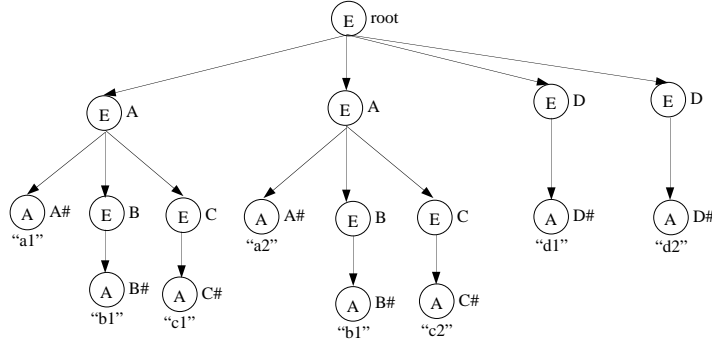 E root
E A E A E D E D
A A# E B E C A A# E B E C A D# A D#
“a1” “a2” “d1” “d2”
A B# A C# A B# A C#
“b1” “c1” “b1” “c2”